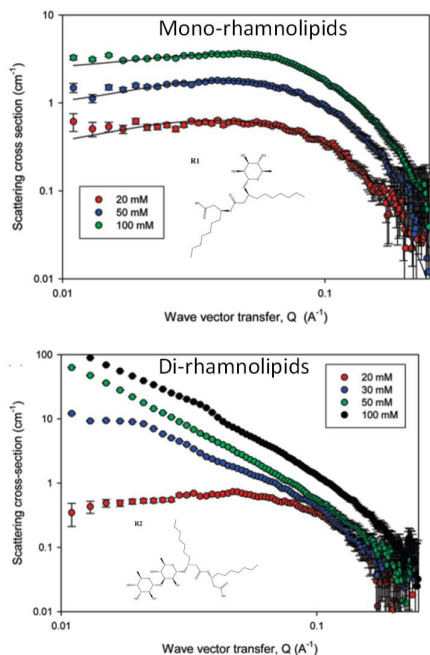 Mono-rhamnolipids
10
1
0.1
0.01
Scattering cross section (cm⁻¹)
R1
20 mM
50 mM
100 mM
0.01
0.1
Wave vector transfer, Q (A⁻¹)
Di-rhamnolipids
100
10
1
0.1
0.01
Scattering cross-section (cm⁻¹)
20 mM
30 mM
50 mM
100 mM
R2
0.01
0.1
Wave vector transfer, Q (A⁻¹)